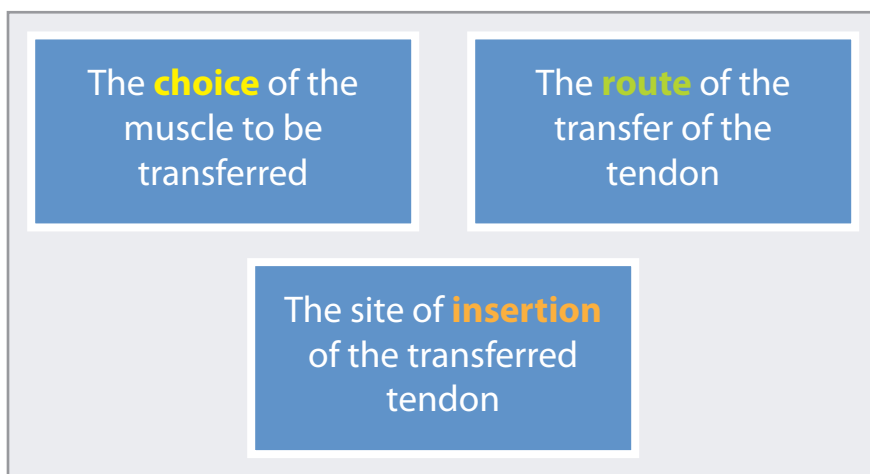 The choice of the
muscle to be
transferred
The route of the
transfer of the
tendon
The site of insertion
of the transferred
tendon